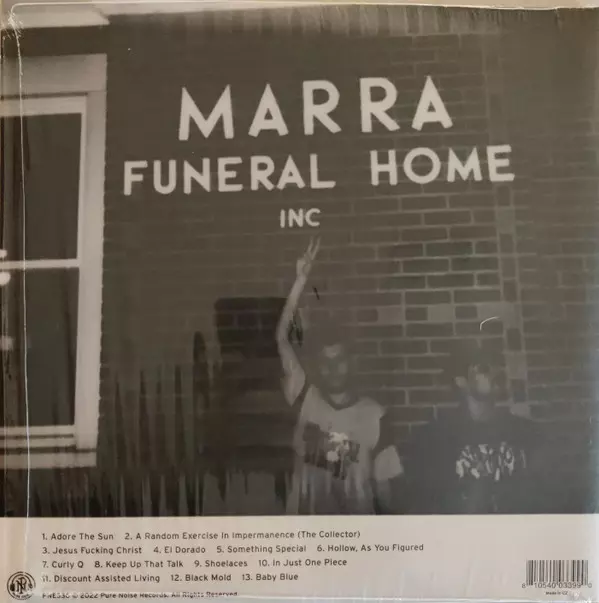 MARRA
FUNERAL HOME
INC
1. Adore The Sun 2. A Random Exercise In Impermanence (The Collector)
3. Jesus Fucking Christ 4. El Dorado 5. Something Special 6. Hollow, As You Figured
7. Curly Q 8. Keep Up That Talk 9. Shoelaces 10. In Just One Piece
11. Discount Assisted Living 12. Black Mold 13. Baby Blue
© 2022 Pure Noise Records. All Rights Reserved